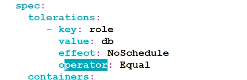 spec:
tolerations:
- key: role
value: db
effect: NoSchedule
operator: Equal
containers: